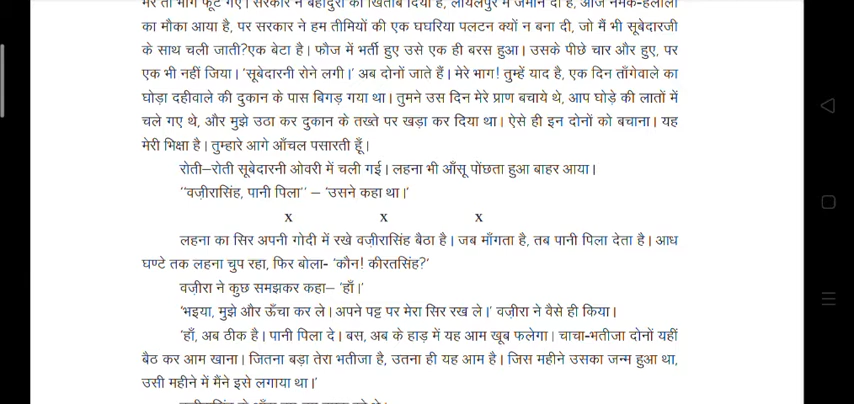 मेरे तो भाग फूट गए। सरकार ने बहादुरी का खिताब दिया है, लायलपुर में जमीन दी है, आज नमक-हलाली
का मौका आया है, पर सरकार ने हम तीमियों की एक घघरिया पलटन क्यों न बना दी, जो मैं भी सूबेदारजी
के साथ चली जाती?एक बेटा है। फौज में भर्ती हुए उसे एक ही बरस हुआ। उसके पीछे चार और हुए, पर
एक भी नहीं जिया। 'सूबेदारनी रोने लगी।' अब दोनों जाते हैं। मेरे भाग! तुम्हें याद है, एक दिन ताँगेवाले का
घोड़ा दहीवाले की दुकान के पास बिगड़ गया था। तुमने उस दिन मेरे प्राण बचाये थे, आप घोड़े की लातों में
चले गए थे, और मुझे उठा कर दुकान के तख्ते पर खड़ा कर दिया था। ऐसे ही इन दोनों को बचाना। यह
मेरी भिक्षा है। तुम्हारे आगे आँचल पसारती हूँ।
रोती–रोती सूबेदारनी ओवरी में चली गई। लहना भी आँसू पोंछता हुआ बाहर आया।
''वज़ीरासिंह, पानी पिला'' – 'उसने कहा था।'
x x x
लहना का सिर अपनी गोदी में रखे वज़ीरासिंह बैठा है। जब माँगता है, तब पानी पिला देता है। आध
घण्टे तक लहना चुप रहा, फिर बोला- 'कौन! कीरतसिंह?'
वज़ीरा ने कुछ समझकर कहा– 'हाँ।'
'भइया, मुझे और ऊँचा कर ले। अपने पट्ट पर मेरा सिर रख ले।' वज़ीरा ने वैसे ही किया।
'हाँ, अब ठीक है। पानी पिला दे। बस, अब के हाड़ में यह आम खूब फलेगा। चाचा-भतीजा दोनों यहीं
बैठ कर आम खाना। जितना बड़ा तेरा भतीजा है, उतना ही यह आम है। जिस महीने उसका जन्म हुआ था,
उसी महीने में मैंने इसे लगाया था।'